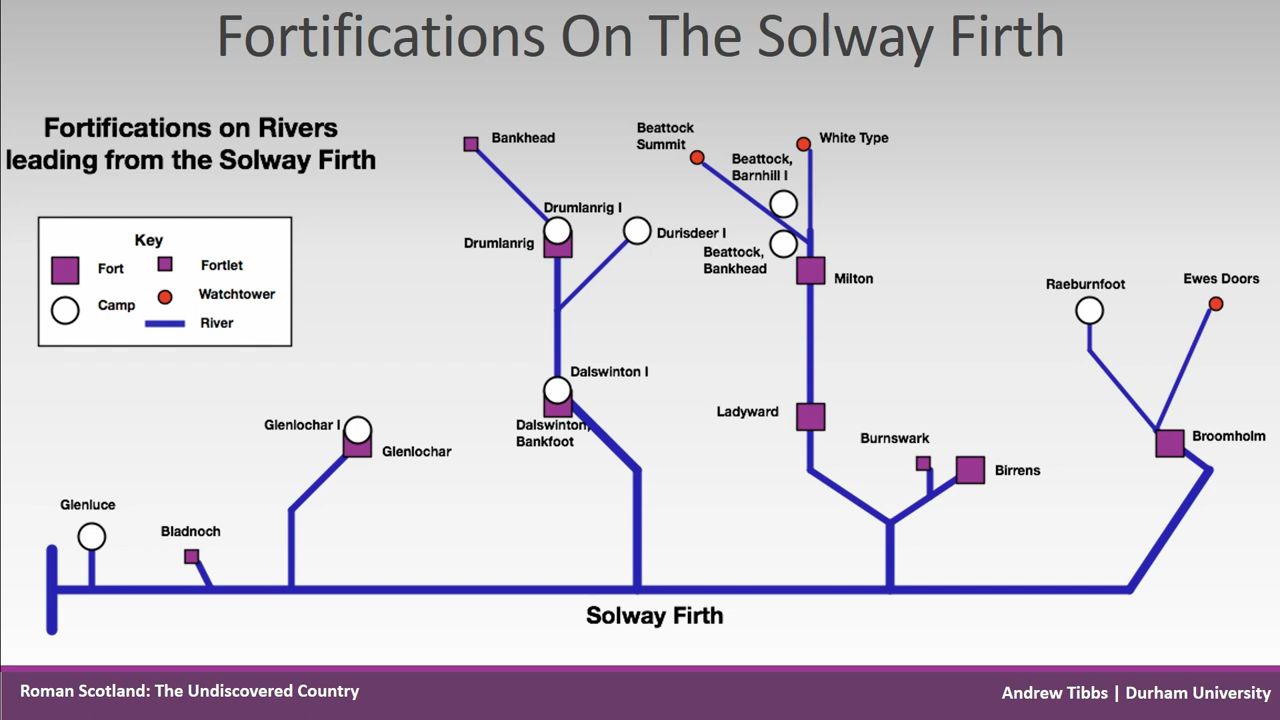 Fortifications On The Solway Firth
Fortifications on Rivers
leading from the Solway Firth
Key
Fort
Fortlet
Watchtower
Camp
River
Bankhead
Drumlanrig I
Drumlanrig
Durisdeer I
Beattock
Summit
White Type
Beattock,
Barnhill I
Beattock,
Bankhead
Milton
Raeburnfoot
Ewes Doors
Dalswinton I
Dalswinton,
Bankfoot
Glenlochar I
Glenlochar
Ladyward
Burnswark
Birrens
Broomholm
Glenluce
Bladnoch
Solway Firth
Roman Scotland: The Undiscovered Country
Andrew Tibbs | Durham University